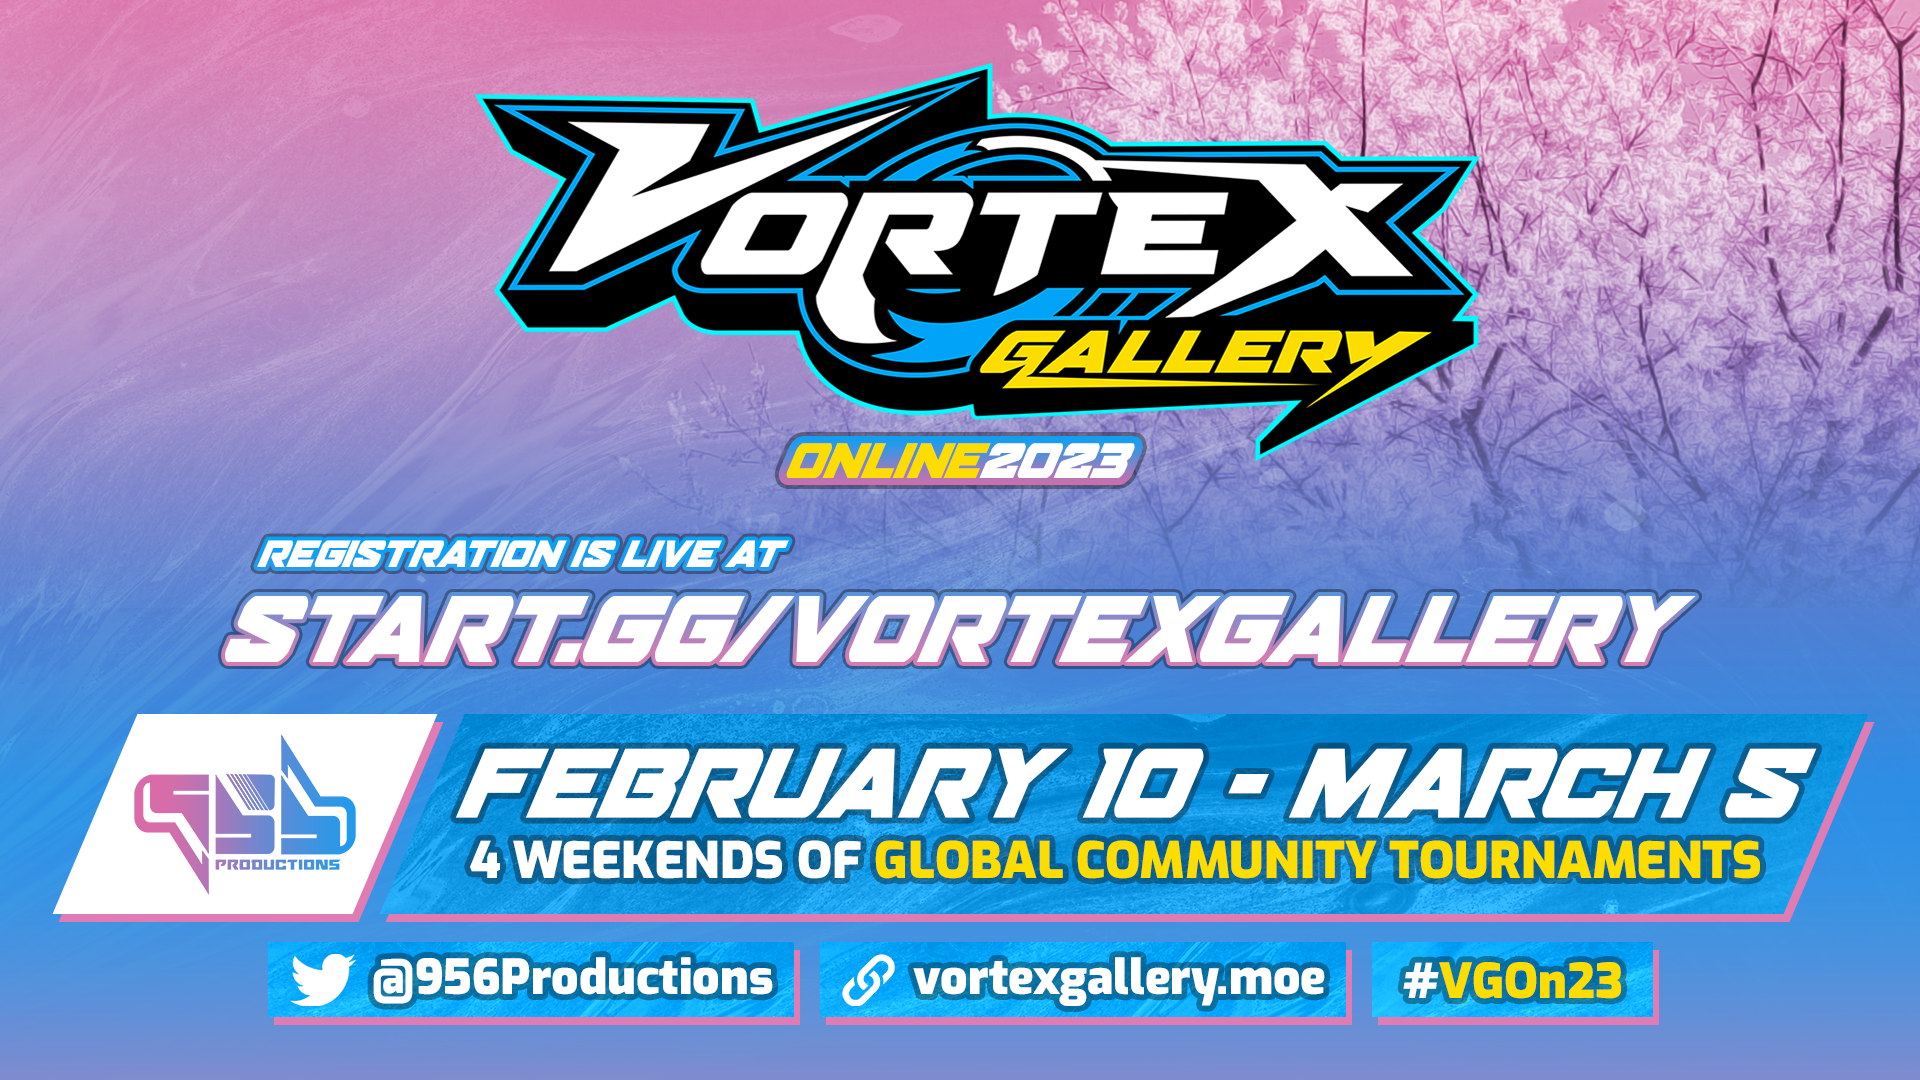 VORTEX
GALLERY
ONLINE2023
REGISTRATION IS LIVE AT
START.GG/VORTEXGALLERY
956
PRODUCTIONS
FEBRUARY 10 - MARCH 5
4 WEEKENDS OF GLOBAL COMMUNITY TOURNAMENTS
@956Productions
vortexgallery.moe
#VGOn23